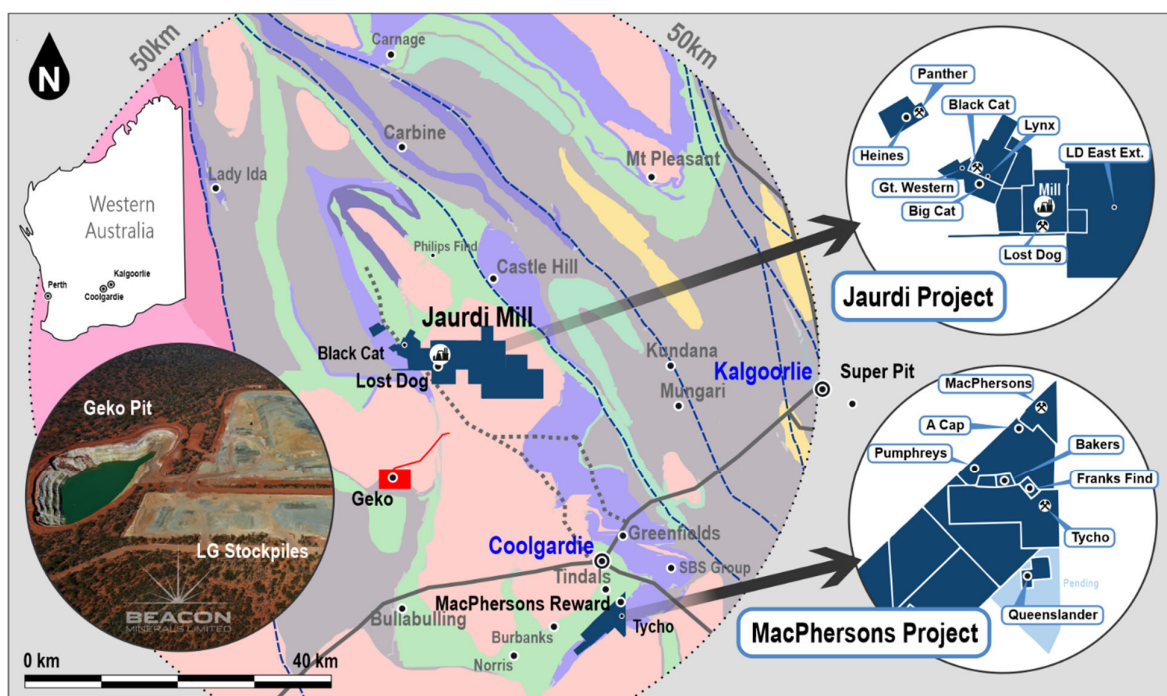 50km
50km
N
Carnage
Carbine
Mt Pleasant
Lady Ida
Western
Australia
Kalgoorlie
Perth
Coolgardie
Philips Find
Castle Hill
Jaurdi Mill
Black Cat
Lost Dog
Kundana
Mungari
Kalgoorlie
Super Pit
Geko
Greenfields
Coolgardie
Tindals
SBS Group
MacPhersons Reward
Bullabulling
Tycho
Burbanks
Norris
Geko Pit
LG Stockpiles
BEACON
MINERALS LIMITED
0 km
40 km
Panther
Black Cat
Lynx
Heines
LD East Ext.
Gt. Western
Mill
Big Cat
Lost Dog
Jaurdi Project
MacPhersons
A Cap
Bakers
Pumphreys
Franks Find
Tycho
Pending
Queenslander
MacPhersons Project